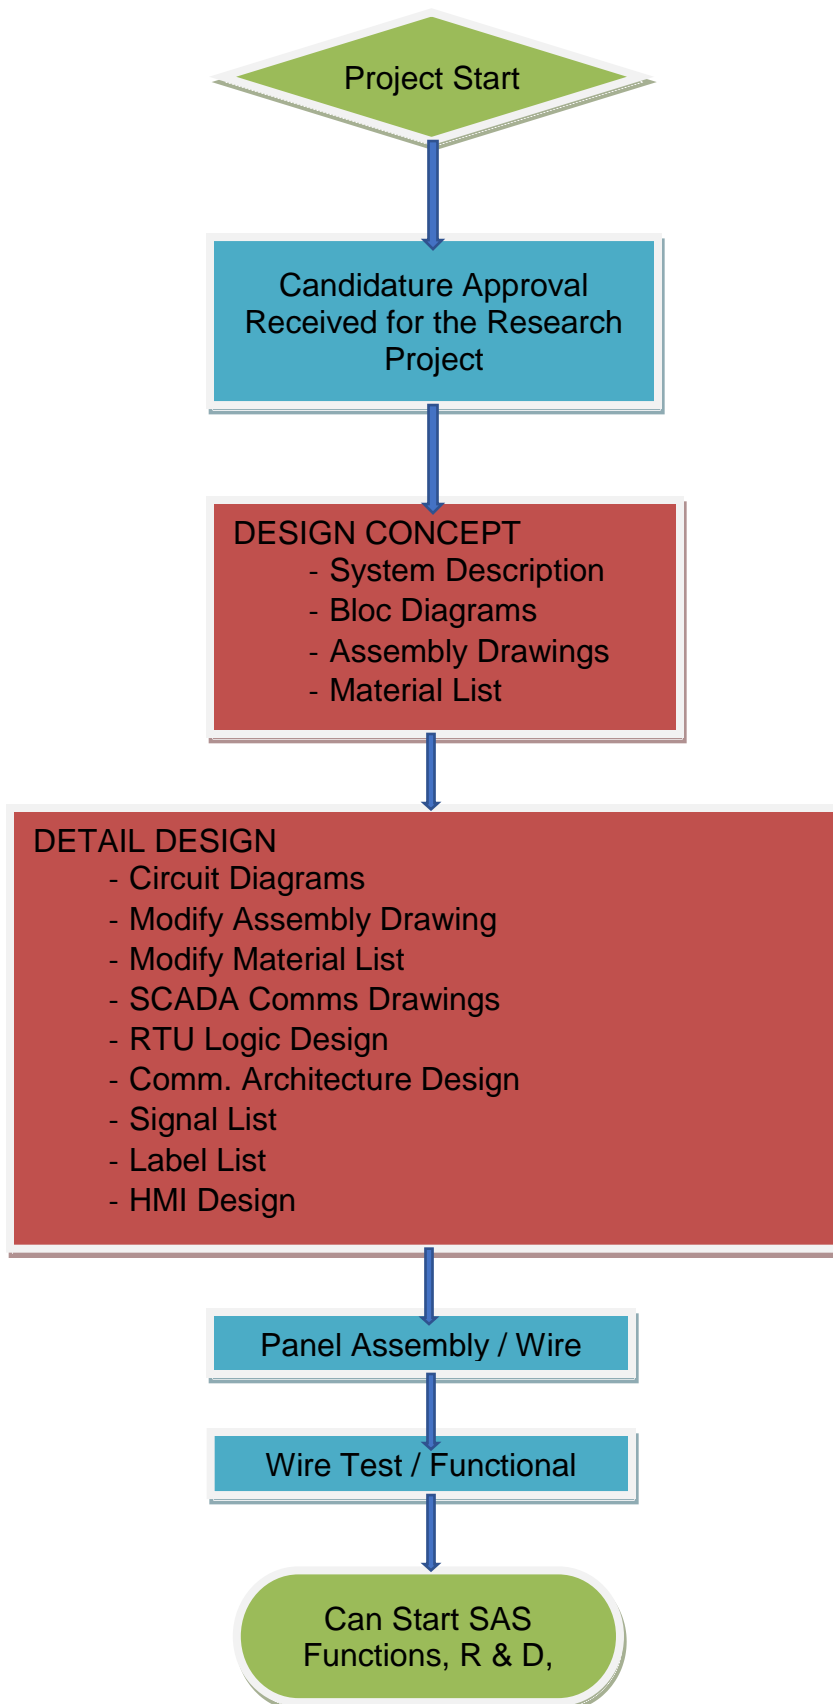 Project Start
Candidature Approval
Received for the Research
Project
DESIGN CONCEPT
- System Description
- Bloc Diagrams
- Assembly Drawings
- Material List
DETAIL DESIGN
- Circuit Diagrams
- Modify Assembly Drawing
- Modify Material List
- SCADA Comms Drawings
- RTU Logic Design
- Comm. Architecture Design
- Signal List
- Label List
- HMI Design
Panel Assembly / Wire
Wire Test / Functional
Can Start SAS
Functions, R & D,